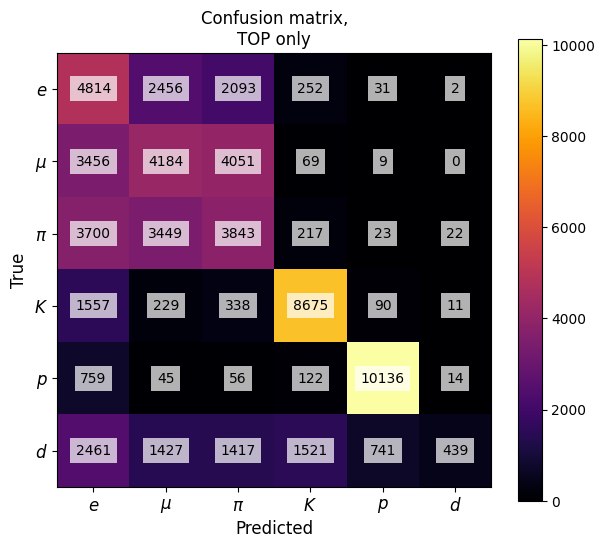 Confusion matrix,
TOP only
e 4814 2456 2093 252 31 2
μ 3456 4184 4051 69 9 0
π 3700 3449 3843 217 23 22
K 1557 229 338 8675 90 11
p 759 45 56 122 10136 14
d 2461 1427 1417 1521 741 439
e μ π K p d
True
Predicted
10000
8000
6000
4000
2000
0